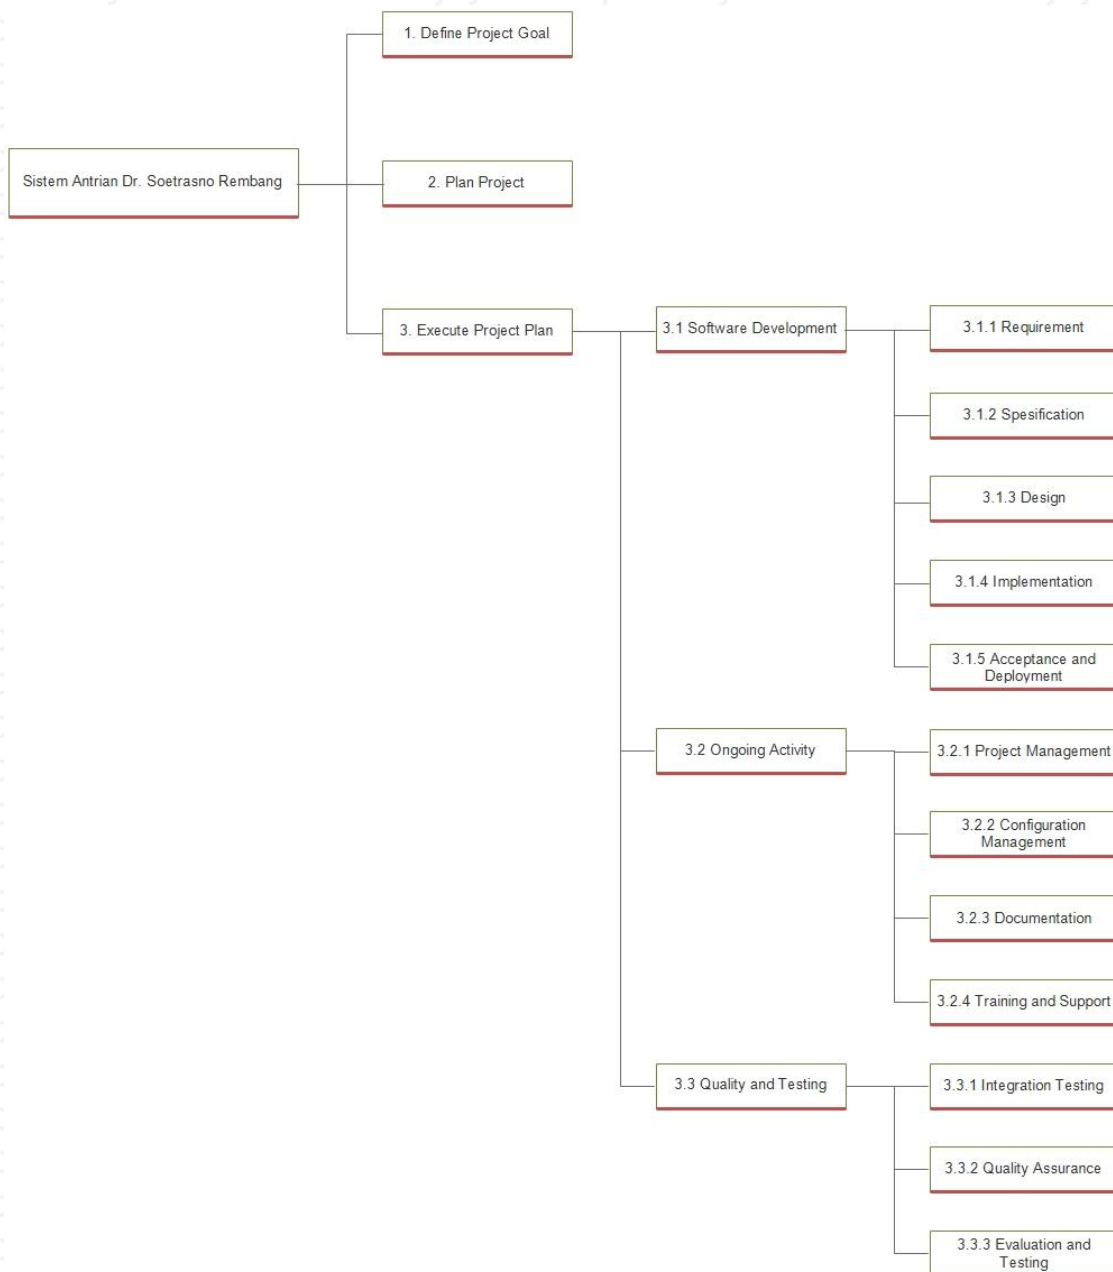 1. Define Project Goal
Sistem Antrian Dr. Soetrasno Rembang
2. Plan Project
3. Execute Project Plan
3.1 Software Development
3.1.1 Requirement
3.1.2 Spesification
3.1.3 Design
3.1.4 Implementation
3.1.5 Acceptance and
Deployment
3.2 Ongoing Activity
3.2.1 Project Management
3.2.2 Configuration
Management
3.2.3 Documentation
3.2.4 Training and Support
3.3 Quality and Testing
3.3.1 Integration Testing
3.3.2 Quality Assurance
3.3.3 Evaluation and
Testing